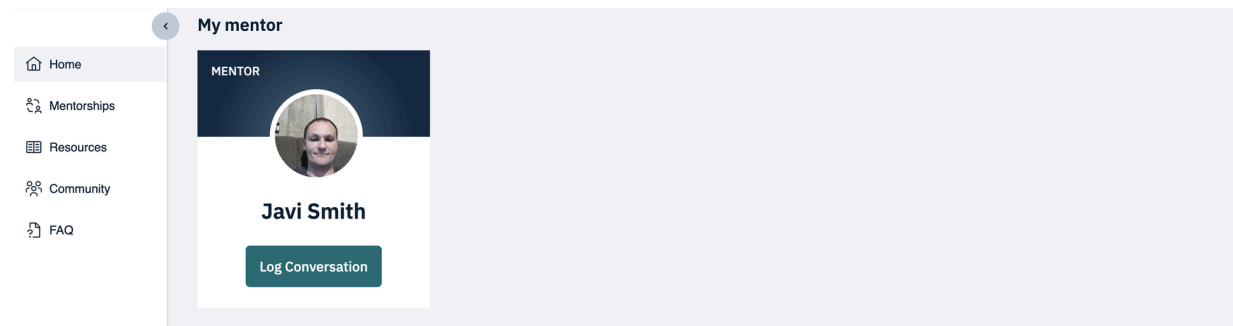 My mentor
Home
Mentorships
Resources
Community
FAQ
MENTOR
Javi Smith
Log Conversation